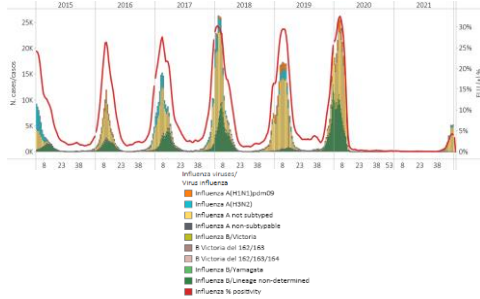 2015 2016 2017 2018 2019 2020 2021
25K 30%
20K
20%
15K
10K
10%
5K
0K 0%
N. cases/casos
8 23 38 8 23 38 8 23 38 8 23 38 8 23 38 8 23 38 53 8 23 38
Influenza viruses/
Virus influenza
Influenza A(H1N1)pdm09
Influenza A(H3N2)
Influenza A not subtyped
Influenza A non-subtypable
Influenza B/Victoria
B Victoria del 162/163
B Victoria del 162/163/164
Influenza B/Yamagata
Influenza B/Lineage non-determined
Influenza % positivity